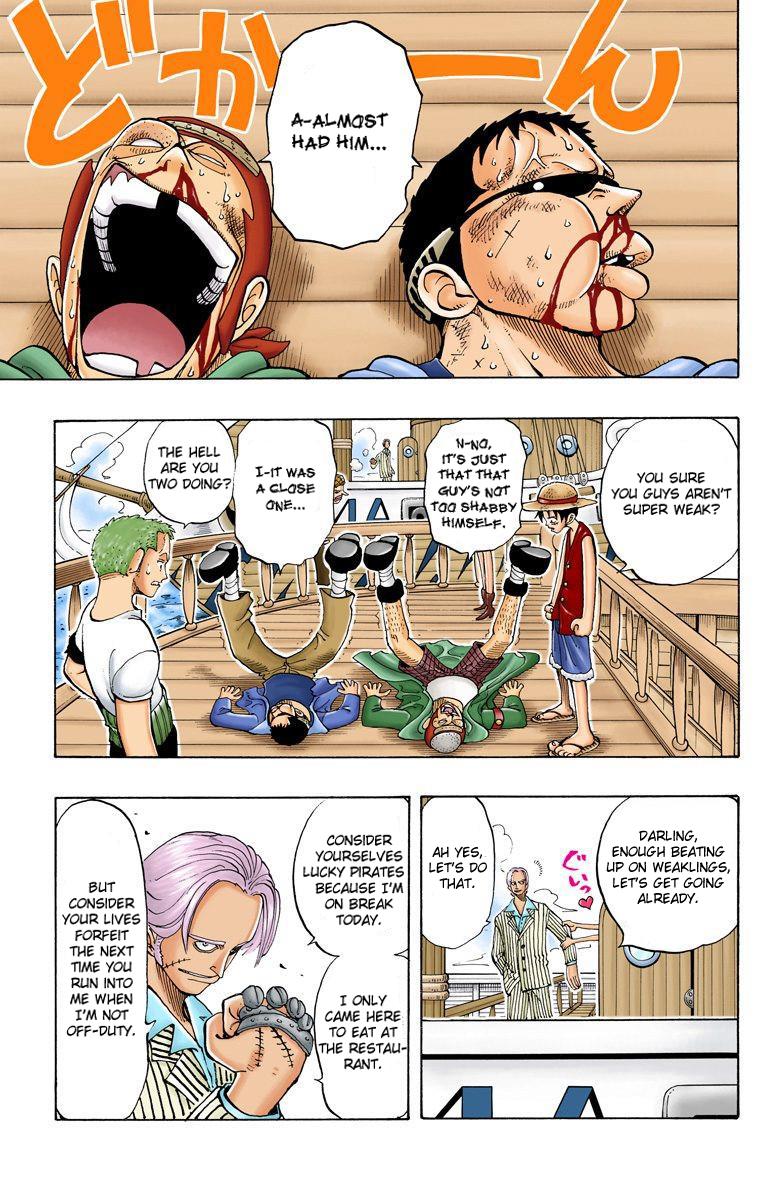 どかーん
A-ALMOST
HAD HIM...
YOU SURE
YOU GUYS AREN'T
SUPER WEAK?
N-NO,
IT'S JUST
THAT THAT
GUY'S NOT
TOO SHABBY
HIMSELF.
I-IT WAS
A CLOSE
ONE...
THE HELL
ARE YOU
TWO DOING?
DARLING,
ENOUGH BEATING
UP ON WEAKLINGS,
LET'S GET GOING
ALREADY.
ぐいっ
AH YES,
LET'S DO
THAT.
CONSIDER
YOURSELVES
LUCKY PIRATES
BECAUSE I'M
ON BREAK
TODAY.
I ONLY
CAME HERE
TO EAT AT
THE RESTAU-
RANT.
BUT
CONSIDER
YOUR LIVES
FORFEIT
THE NEXT
TIME YOU
RUN INTO
ME WHEN
I'M NOT
OFF-DUTY.